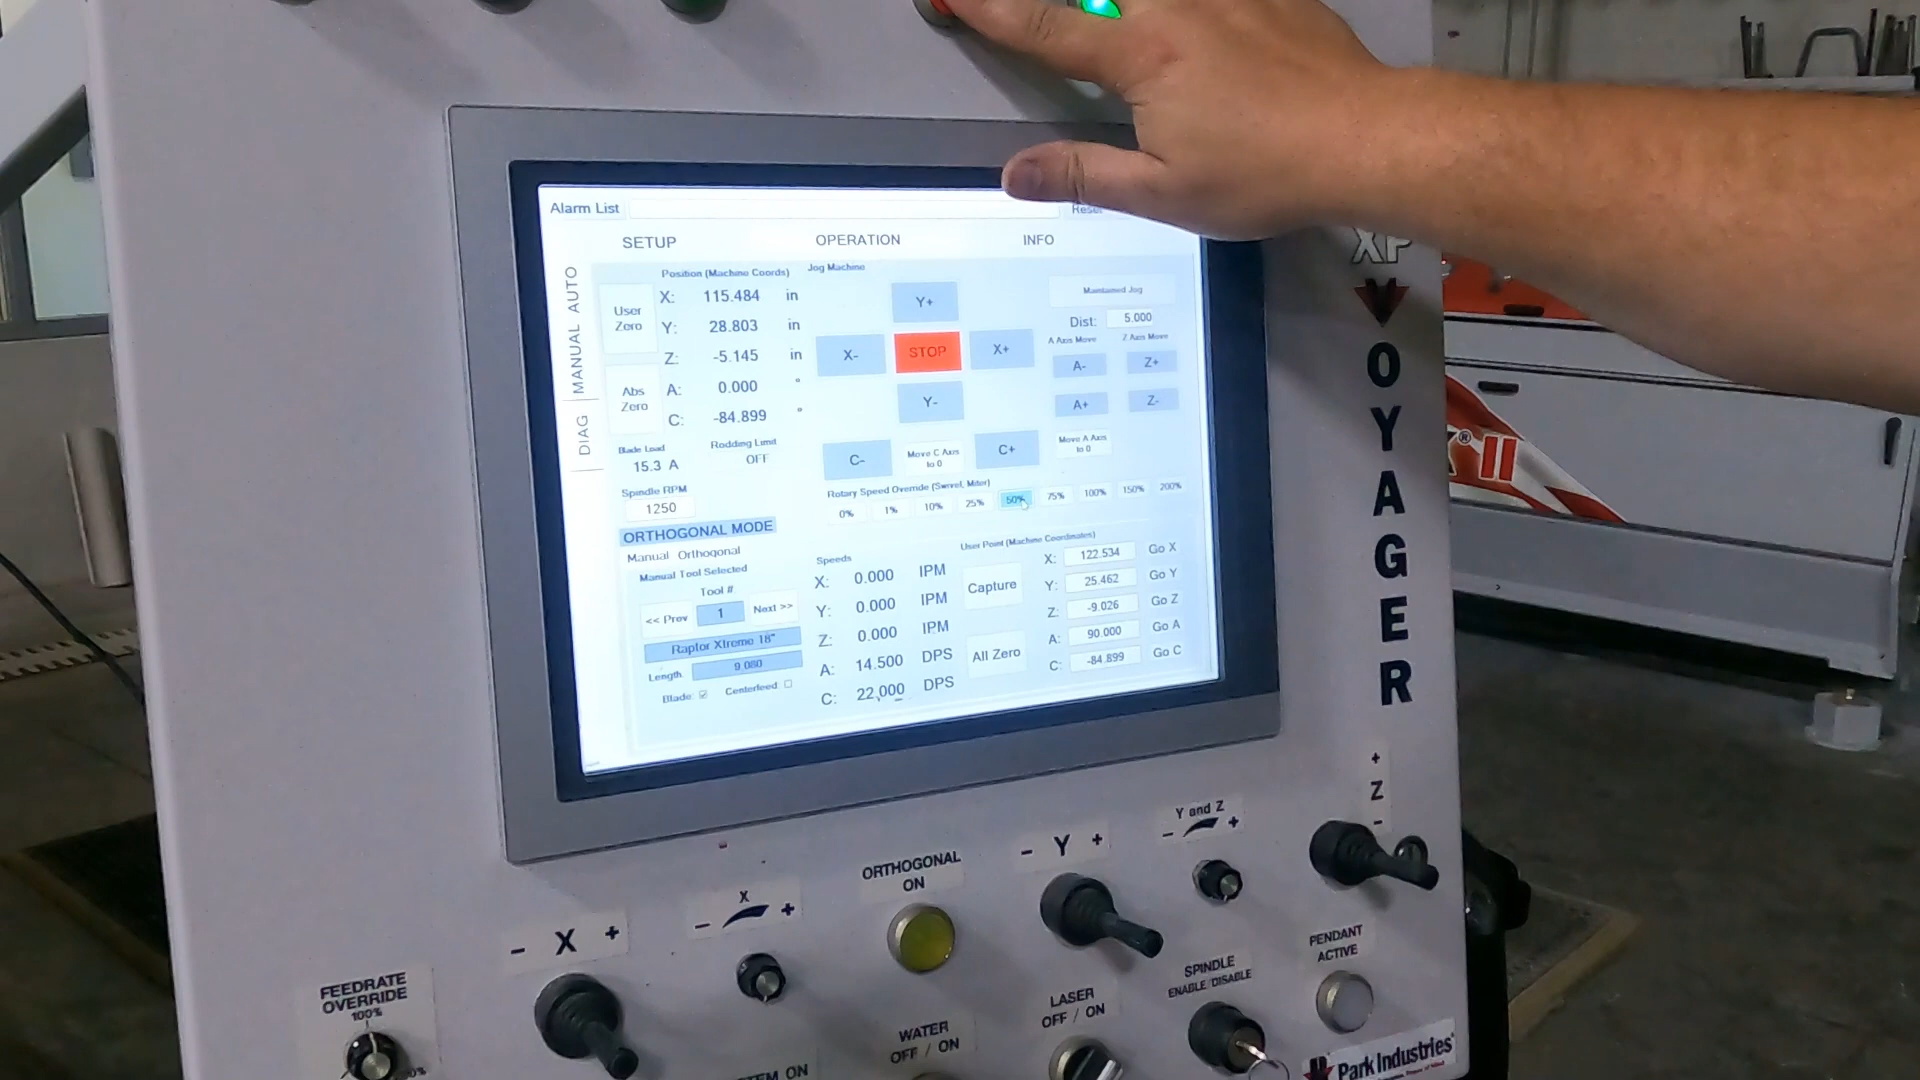 Alarm List
Reset
SETUP OPERATION INFO
MANUAL AUTO
DIAG
User Zero
Abs Zero
Position (Machine Coords)
X: 115.484 in
Y: 28.803 in
Z: -5.145 in
A: 0.000 °
C: -84.899 °
Blade Load
15.3 A
Rodding Limit
OFF
Spindle RPM
1250
ORTHOGONAL MODE
Manual Orthogonal
Manual Tool Selected
Tool #
<< Prev 1 Next >>
Raptor Xtreme 18"
Length 9.080
Blade Centerfeed
Jog Machine
Y+
X- STOP X+
Y-
C- Move C Axis to 0 C+
Maintained Jog
Dist: 5.000
A Axis Move Z Axis Move
A- Z+
A+ Z-
Move A Axis to 0
Rotary Speed Override (Swivel, Miter)
0% 1% 10% 25% 50% 75% 100% 150% 200%
Speeds
X: 0.000 IPM
Y: 0.000 IPM
Z: 0.000 IPM
A: 14.500 DPS
C: 22.000 DPS
User Point (Machine Coordinates)
Capture
All Zero
X: 122.534 Go X
Y: 25.462 Go Y
Z: -9.026 Go Z
A: 90.000 Go A
C: -84.899 Go C
XP
VOYAGER
® II
+
Z
-
Y and Z
- +
- Y +
ORTHOGONAL
ON
X
- +
- X +
FEEDRATE
OVERRIDE
100%
WATER
OFF / ON
LASER
OFF / ON
SPINDLE
ENABLE/DISABLE
PENDANT
ACTIVE
Park Industries